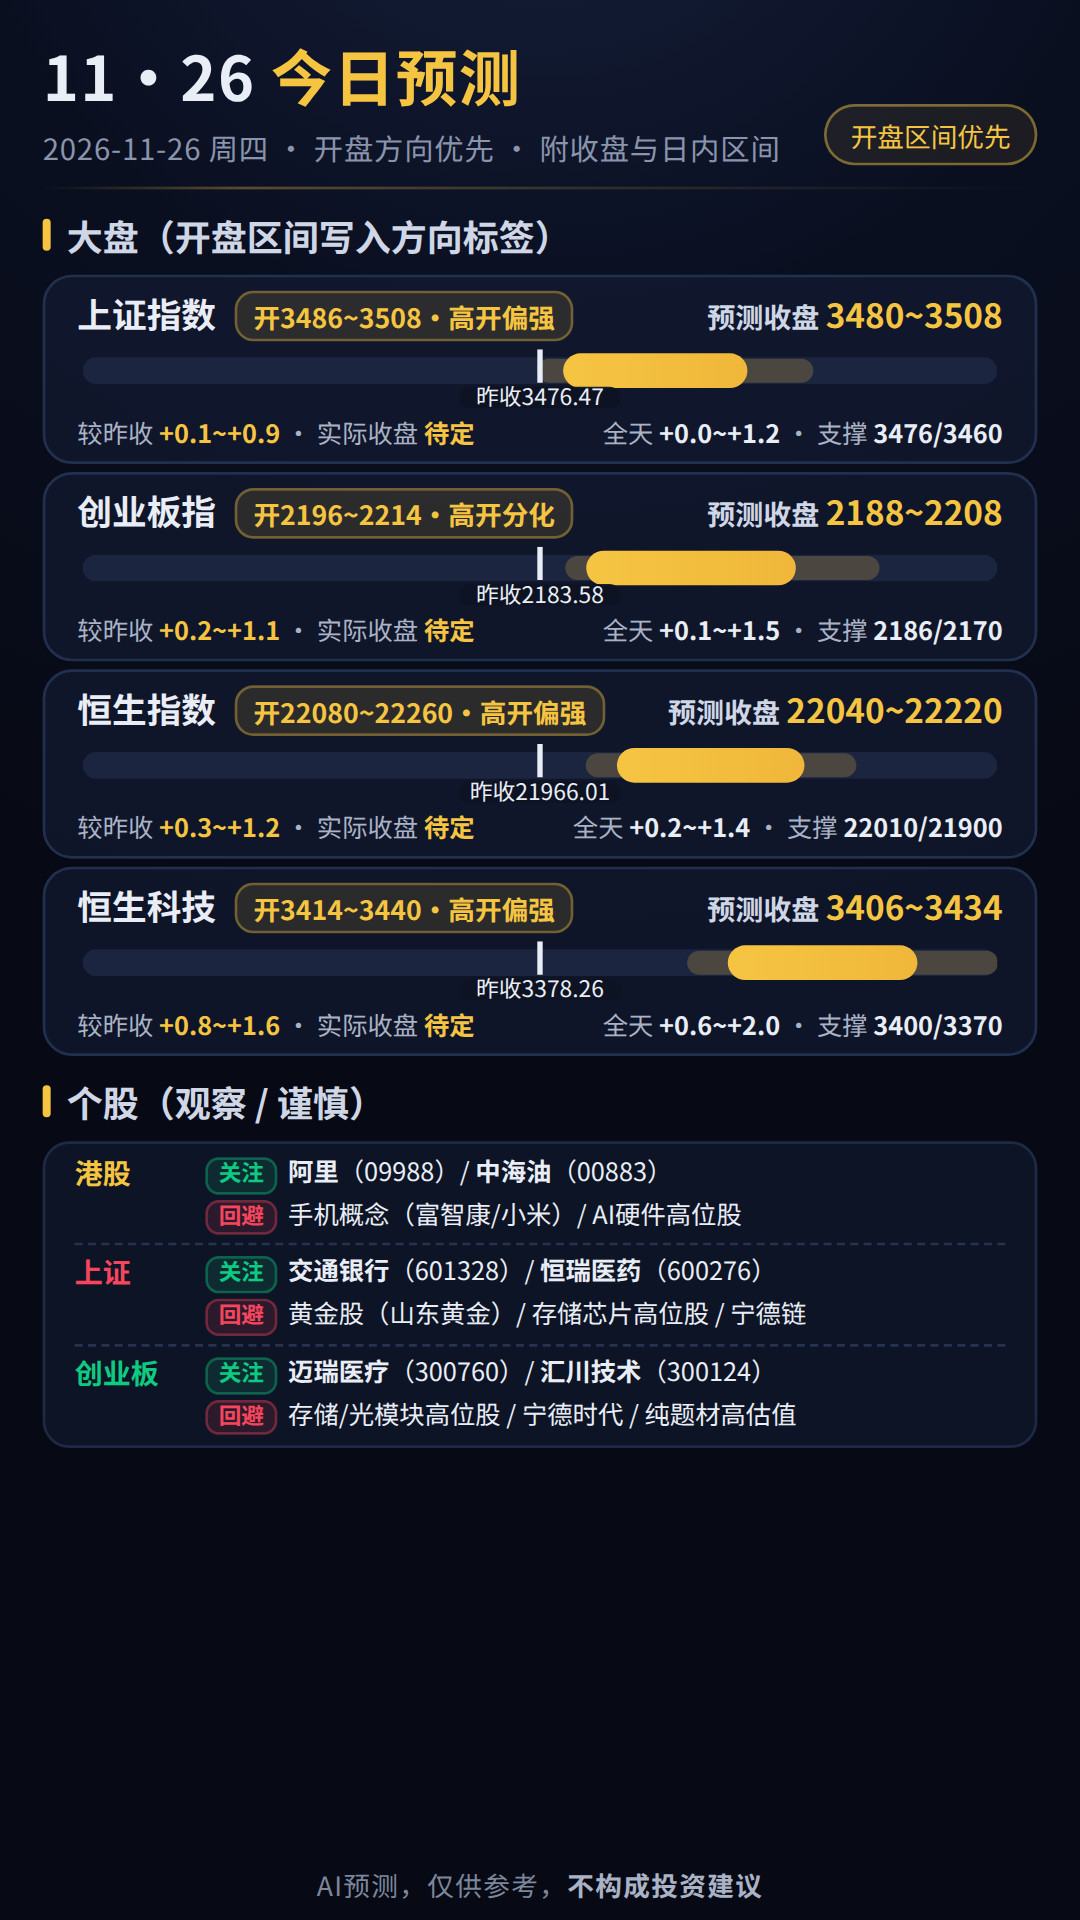 11·26 今日预测
2026-11-26 周四 · 开盘方向优先 · 附收盘与日内区间
开盘区间优先
大盘（开盘区间写入方向标签）
上证指数 开3486~3508·高开偏强 预测收盘 3480~3508
昨收3476.47
较昨收 +0.1~+0.9 · 实际收盘 待定 全天 +0.0~+1.2 · 支撑 3476/3460
创业板指 开2196~2214·高开分化 预测收盘 2188~2208
昨收2183.58
较昨收 +0.2~+1.1 · 实际收盘 待定 全天 +0.1~+1.5 · 支撑 2186/2170
恒生指数 开22080~22260·高开偏强 预测收盘 22040~22220
昨收21966.01
较昨收 +0.3~+1.2 · 实际收盘 待定 全天 +0.2~+1.4 · 支撑 22010/21900
恒生科技 开3414~3440·高开偏强 预测收盘 3406~3434
昨收3378.26
较昨收 +0.8~+1.6 · 实际收盘 待定 全天 +0.6~+2.0 · 支撑 3400/3370
个股（观察 / 谨慎）
港股 关注 阿里（09988）/ 中海油（00883）
回避 手机概念（富智康/小米）/ AI硬件高位股
上证 关注 交通银行（601328）/ 恒瑞医药（600276）
回避 黄金股（山东黄金）/ 存储芯片高位股 / 宁德链
创业板 关注 迈瑞医疗（300760）/ 汇川技术（300124）
回避 存储/光模块高位股 / 宁德时代 / 纯题材高估值
AI预测，仅供参考，不构成投资建议